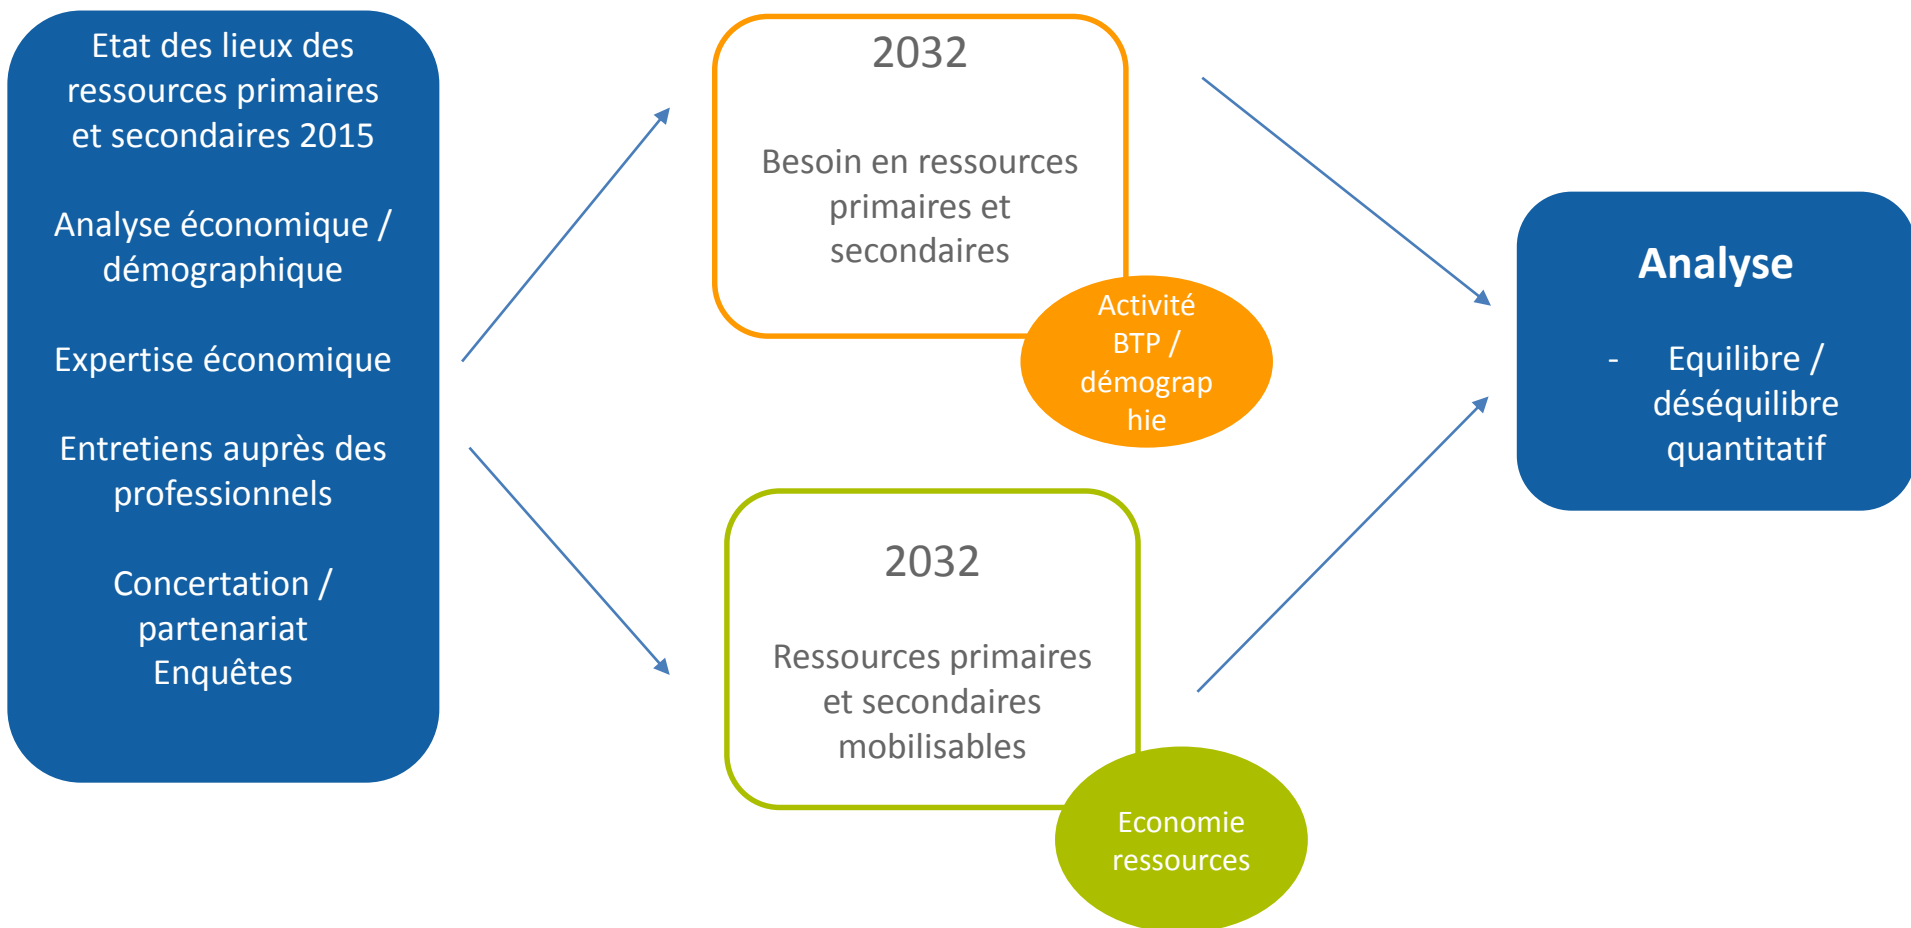 Etat des lieux des
ressources primaires
et secondaires 2015
Analyse économique /
démographique
Expertise économique
Entretiens auprès des
professionnels
Concertation /
partenariat
Enquêtes
2032
Besoin en ressources
primaires et
secondaires
Activité
BTP /
démograp
hie
2032
Ressources primaires
et secondaires
mobilisables
Economie
ressources
Analyse
- Equilibre /
déséquilibre
quantitatif